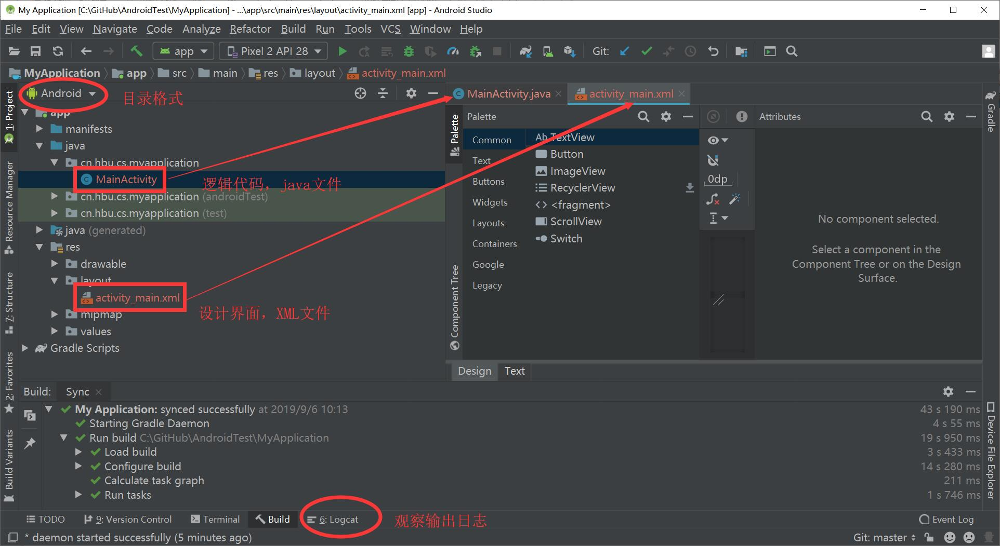 My Application [C:\GitHub\AndroidTest\MyApplication] - ...\app\src\main\res\layout\activity_main.xml [app] - Android Studio
File Edit View Navigate Code Analyze Refactor Build Run Tools VCS Window Help
app Pixel 2 API 28 Git:
MyApplication app src main res layout activity_main.xml
1: Project
Resource Manager
7: Structure
2: Favorites
Build Variants
Android 目录格式
app
manifests
java
cn.hbu.cs.myapplication
MainActivity
逻辑代码，java文件
cn.hbu.cs.myapplication (androidTest)
cn.hbu.cs.myapplication (test)
java (generated)
res
drawable
layout
activity_main.xml
设计界面，XML文件
mipmap
values
Gradle Scripts
MainActivity.java activity_main.xml
Palette
Component Tree
Palette
Common
Text
Buttons
Widgets
Layouts
Containers
Google
Legacy
Ab TextView
Button
ImageView
RecyclerView
<fragment>
ScrollView
Switch
0dp
Attributes
No component selected.
Select a component in the
Component Tree or on the Design
Surface.
Gradle
Device File Explorer
Design Text
Build: Sync
My Application: synced successfully at 2019/9/6 10:13 43 s 190 ms
Starting Gradle Daemon 4 s 55 ms
Run build C:\GitHub\AndroidTest\MyApplication 19 s 950 ms
Load build 3 s 433 ms
Configure build 14 s 280 ms
Calculate task graph 211 ms
Run tasks 1 s 746 ms
TODO 9: Version Control Terminal Build 6: Logcat 观察输出日志 Event Log
* daemon started successfully (5 minutes ago) Git: master